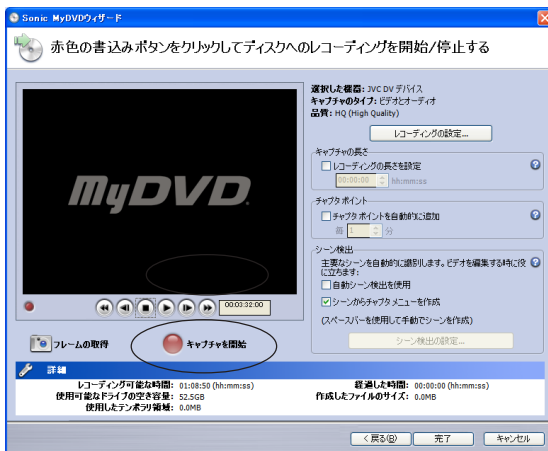 Sonic MyDVDウィザード
赤色の書込みボタンをクリックしてディスクへのレコーディングを開始/停止する
MyDVD.
00:03:32:00
フレームの取得
キャプチャを開始
選択した機器: JVC DV デバイス
キャプチャのタイプ: ビデオとオーディオ
品質: HQ (High Quality)
レコーディングの設定...
キャプチャの長さ
レコーディングの長さを設定
00:00:00 hh:mm:ss
チャプタ ポイント
チャプタ ポイントを自動的に追加
毎 1 分
シーン検出
主要なシーンを自動的に識別します。ビデオを編集する時に役
に立ちます:
自動シーン検出を使用
シーンからチャプタ メニューを作成
(スペースバーを使用して手動でシーンを作成)
シーン検出の設定...
詳細
レコーディング可能な時間: 01:08:50 (hh:mm:ss)
使用可能なドライブの空き容量: 52.5GB
使用したテンポラリ領域: 0.0MB
経過した時間: 00:00:00 (hh:mm:ss)
作成したファイルのサイズ: 0.0MB
< 戻る(B)
完了
キャンセル